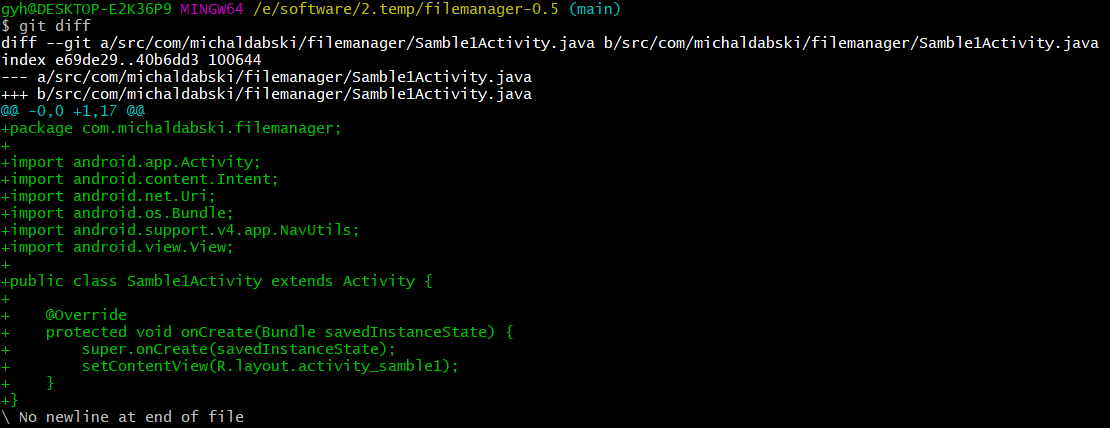 gyh@DESKTOP-E2K36P9 MINGW64 /e/software/2.temp/filemanager-0.5 (main)
$ git diff
diff --git a/src/com/michaldabski/filemanager/Samble1Activity.java b/src/com/michaldabski/filemanager/Samble1Activity.java
index e69de29..40b6dd3 100644
--- a/src/com/michaldabski/filemanager/Samble1Activity.java
+++ b/src/com/michaldabski/filemanager/Samble1Activity.java
@@ -0,0 +1,17 @@
+package com.michaldabski.filemanager;
+
+import android.app.Activity;
+import android.content.Intent;
+import android.net.Uri;
+import android.os.Bundle;
+import android.support.v4.app.NavUtils;
+import android.view.View;
+
+public class Samble1Activity extends Activity {
+
+    @Override
+    protected void onCreate(Bundle savedInstanceState) {
+        super.onCreate(savedInstanceState);
+        setContentView(R.layout.activity_samble1);
+    }
+}
\ No newline at end of file